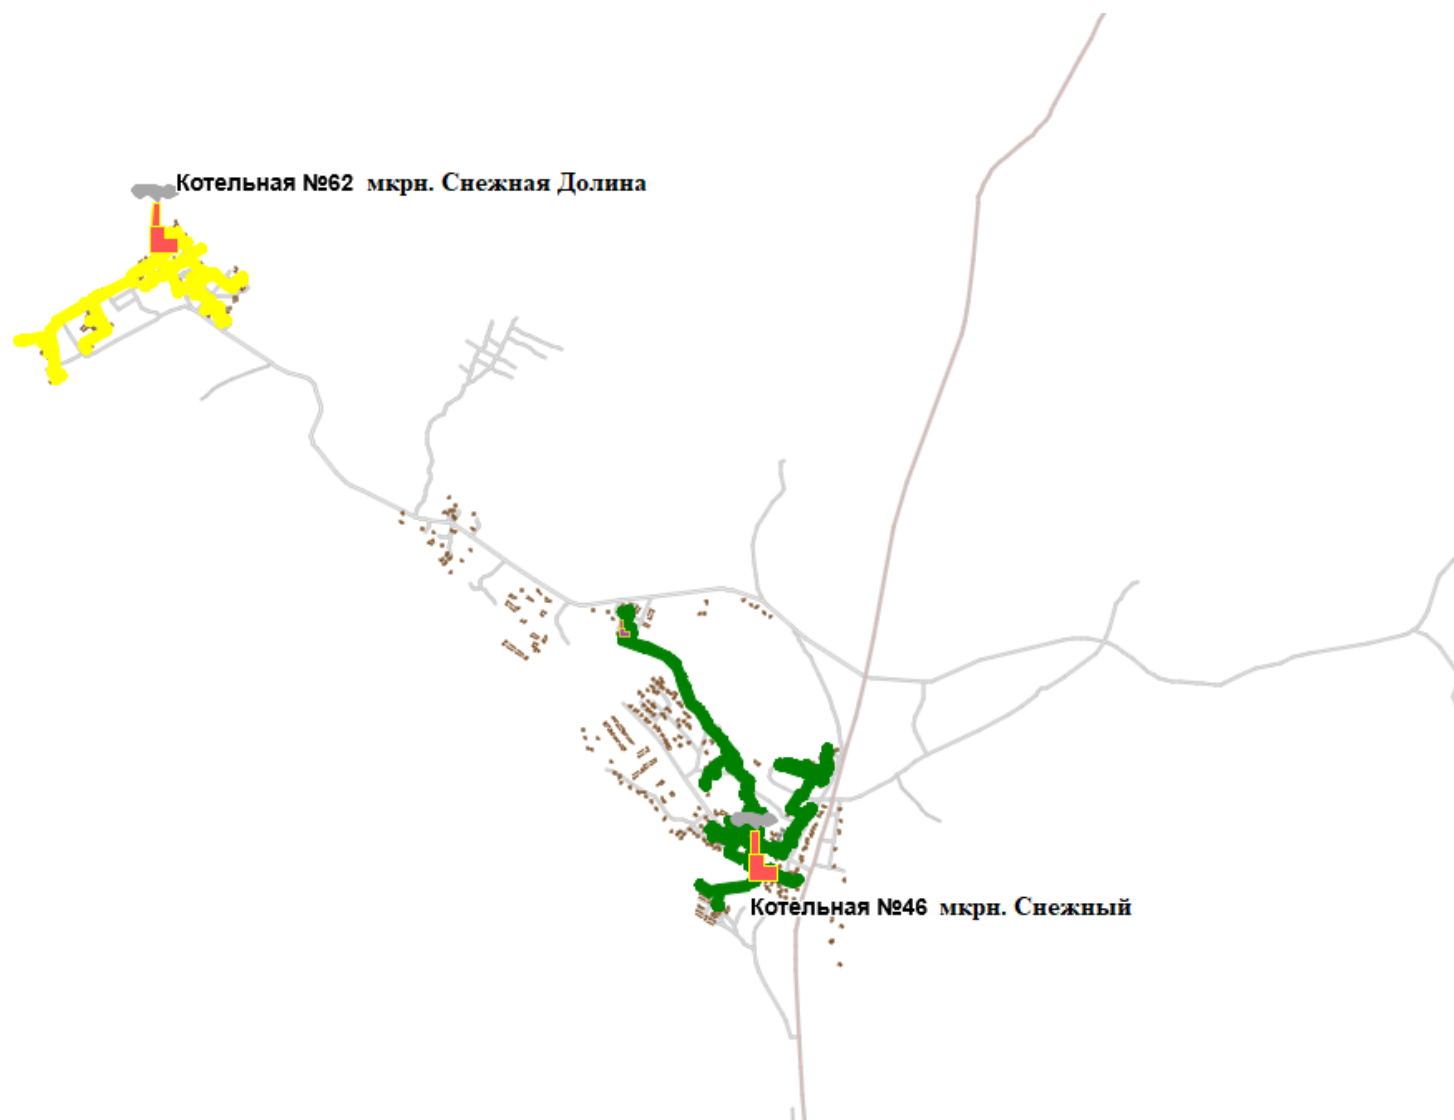 Котельная №62 мкрн. Снежная Долина
Котельная №46 мкрн. Снежный